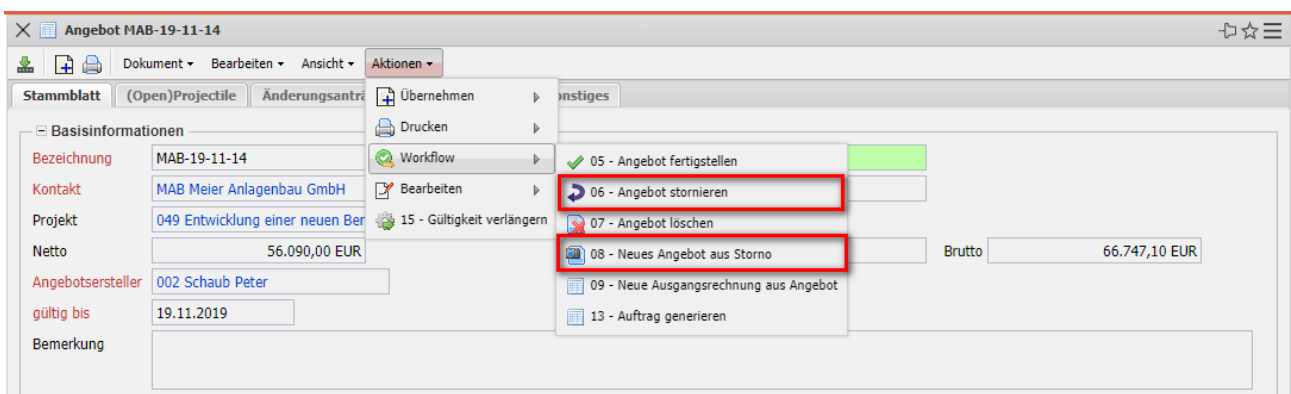 Angebot MAB-19-11-14
Dokument Bearbeiten Ansicht Aktionen
Stammblatt (Open)Projectile Änderungsanträ onstiges
Übernehmen
Drucken
Workflow
Bearbeiten
15 - Gültigkeit verlängern
05 - Angebot fertigstellen
06 - Angebot stornieren
07 - Angebot löschen
08 - Neues Angebot aus Storno
09 - Neue Ausgangsrechnung aus Angebot
13 - Auftrag generieren
Basisinformationen
Bezeichnung MAB-19-11-14
Kontakt MAB Meier Anlagenbau GmbH
Projekt 049 Entwicklung einer neuen Ber
Netto 56.090,00 EUR Brutto 66.747,10 EUR
Angebotsersteller 002 Schaub Peter
gültig bis 19.11.2019
Bemerkung